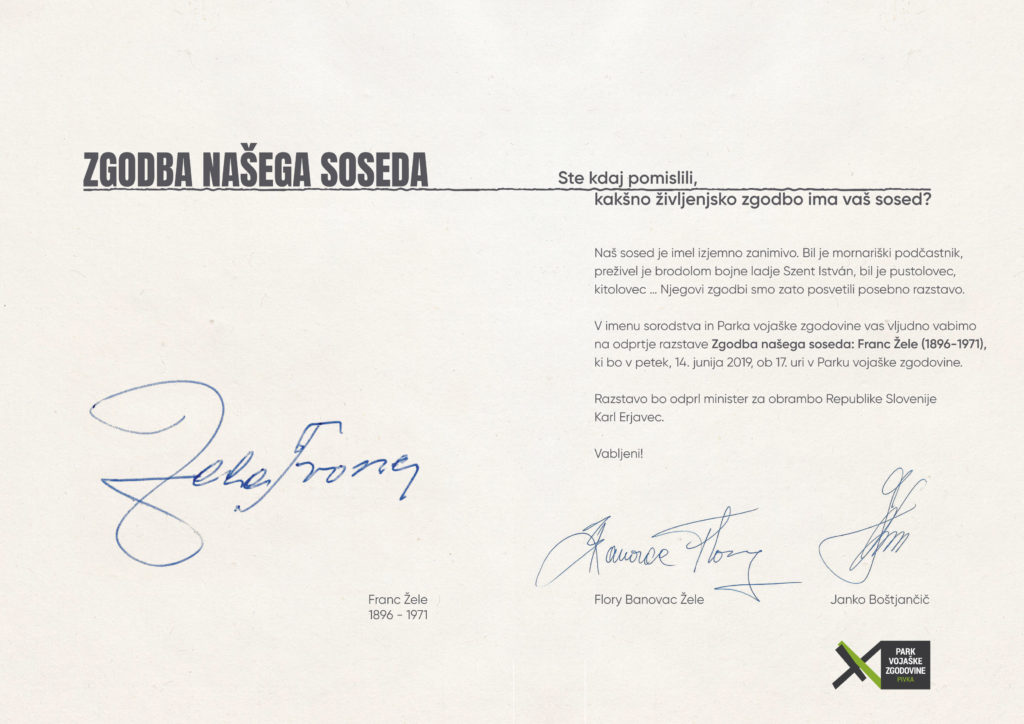 ZGODBA NAŠEGA SOSEDA
Ste kdaj pomislili,
kakšno življenjsko zgodbo ima vaš sosed?
Naš sosed je imel izjemno zanimivo. Bil je mornariški podčastnik,
preživel je brodolom bojne ladje Szent István, bil je pustolovec,
kitolovec ... Njegovi zgodbi smo zato posvetili posebno razstavo.
V imenu sorodstva in Parka vojaške zgodovine vas vljudno vabimo
na odprtje razstave Zgodba našega soseda: Franc Žele (1896-1971),
ki bo v petek, 14. junija 2019, ob 17. uri v Parku vojaške zgodovine.
Razstavo bo odprl minister za obrambo Republike Slovenije
Karl Erjavec.
Vabljeni!
Zele Franc
Franc Žele
1896 - 1971
Flory Banovac Žele
Janko Boštjančič
PARK
VOJAŠKE
ZGODOVINE
PIVKA